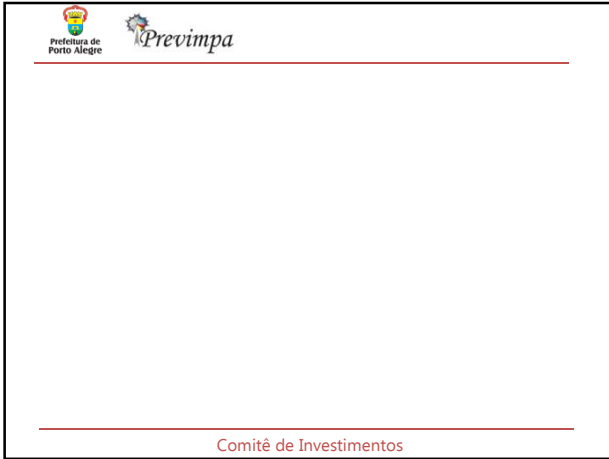 Prefeitura de
Porto Alegre
Previmpa
Comitê de Investimentos